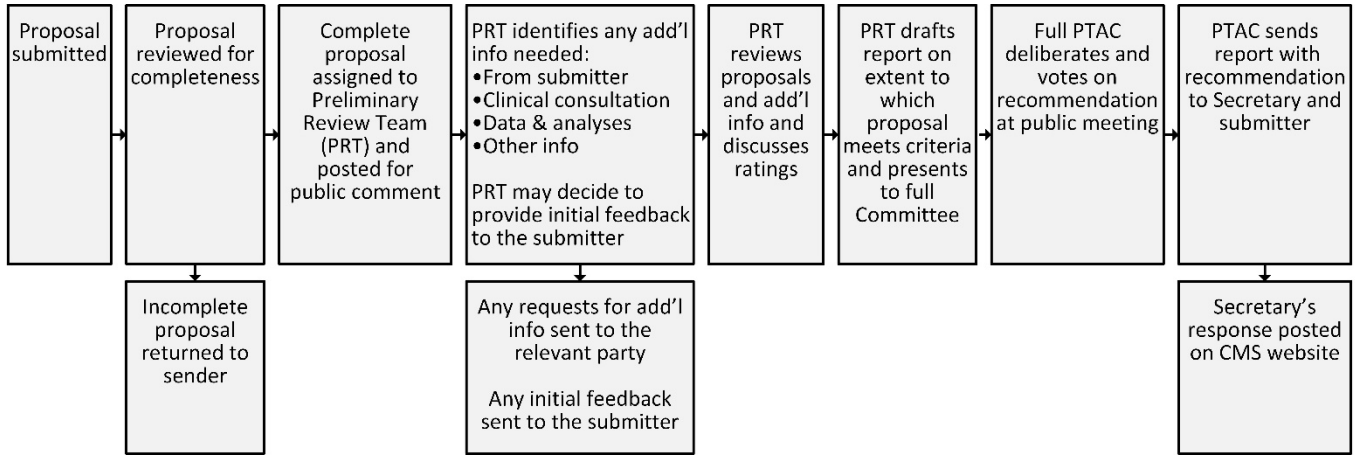 Proposal
submitted
Proposal
reviewed for
completeness
Complete
proposal
assigned to
Preliminary
Review Team
(PRT) and
posted for
public comment
PRT identifies any add'l
info needed:
•From submitter
•Clinical consultation
•Data & analyses
•Other info
PRT may decide to
provide initial feedback
to the submitter
PRT
reviews
proposals
and add'l
info and
discusses
ratings
PRT drafts
report on
extent to
which
proposal
meets criteria
and presents
to full
Committee
Full PTAC
deliberates and
votes on
recommendation
at public meeting
PTAC sends
report with
recommendation
to Secretary and
submitter
Incomplete
proposal
returned to
sender
Any requests for add'l
info sent to the
relevant party
Any initial feedback
sent to the submitter
Secretary's
response posted
on CMS website